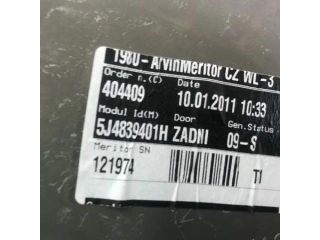 1980-ArvinMeritor CZ WL-3
Order n.(C)
404409 10.01.2011 10:33
Modul Id(M) Door Gen.Status
5J4839401H ZADNI 09-S
Meritor SN
121974 T1